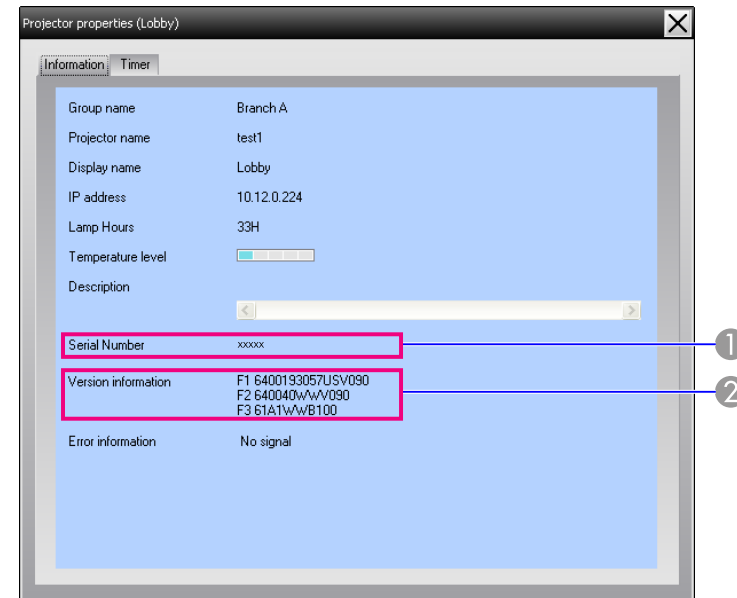 Projector properties (Lobby)
Information Timer
Group name Branch A
Projector name test1
Display name Lobby
IP address 10.12.0.224
Lamp Hours 33H
Temperature level
Description
Serial Number xxxxx 1
Version information F1 6400193057USV090
F2 640040WWV090 2
F3 61A1WWB100
Error information No signal